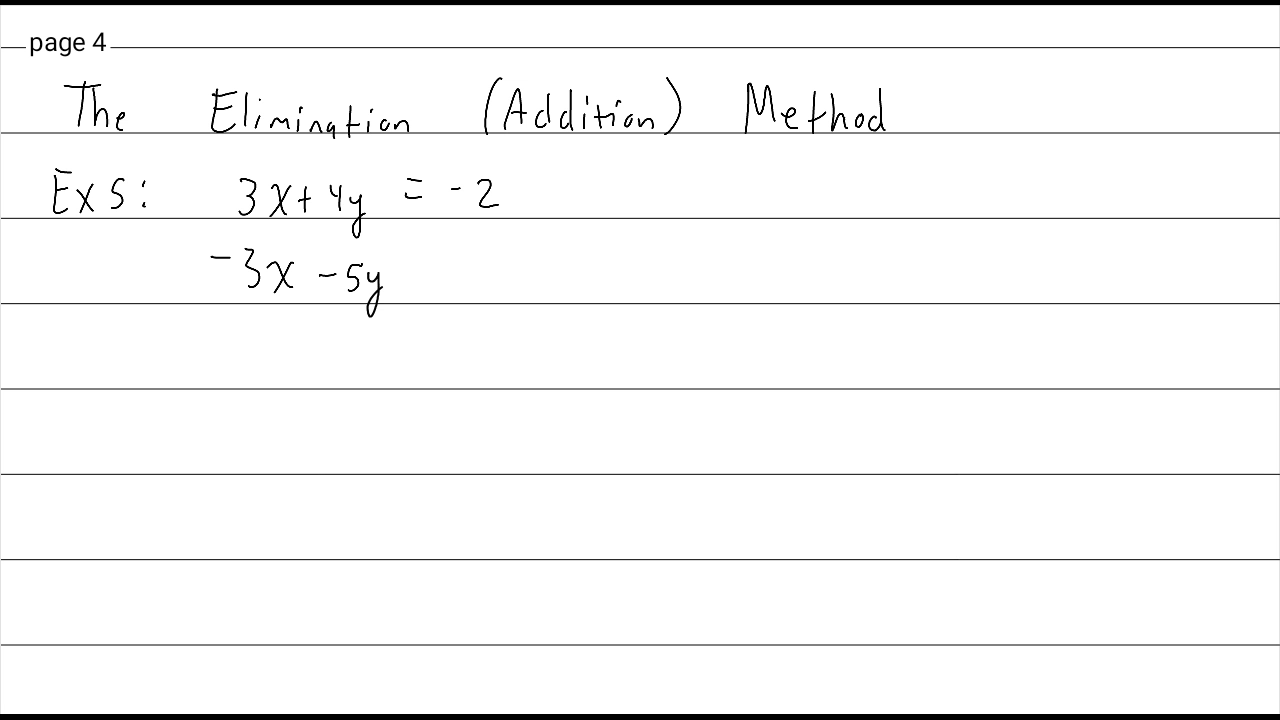 page 4
The Elimination (Addition) Method
Ex 5: 3x + 4y = -2
-3x - 5y